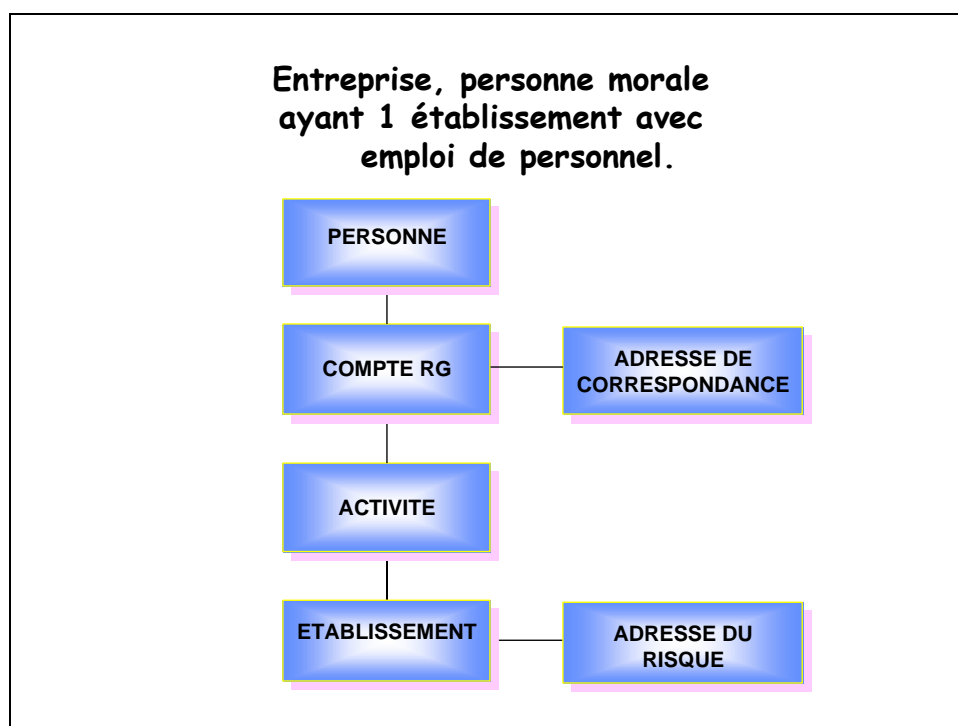 Entreprise, personne morale
ayant 1 établissement avec
emploi de personnel.
PERSONNE
COMPTE RG
ADRESSE DE
CORRESPONDANCE
ACTIVITE
ETABLISSEMENT
ADRESSE DU
RISQUE